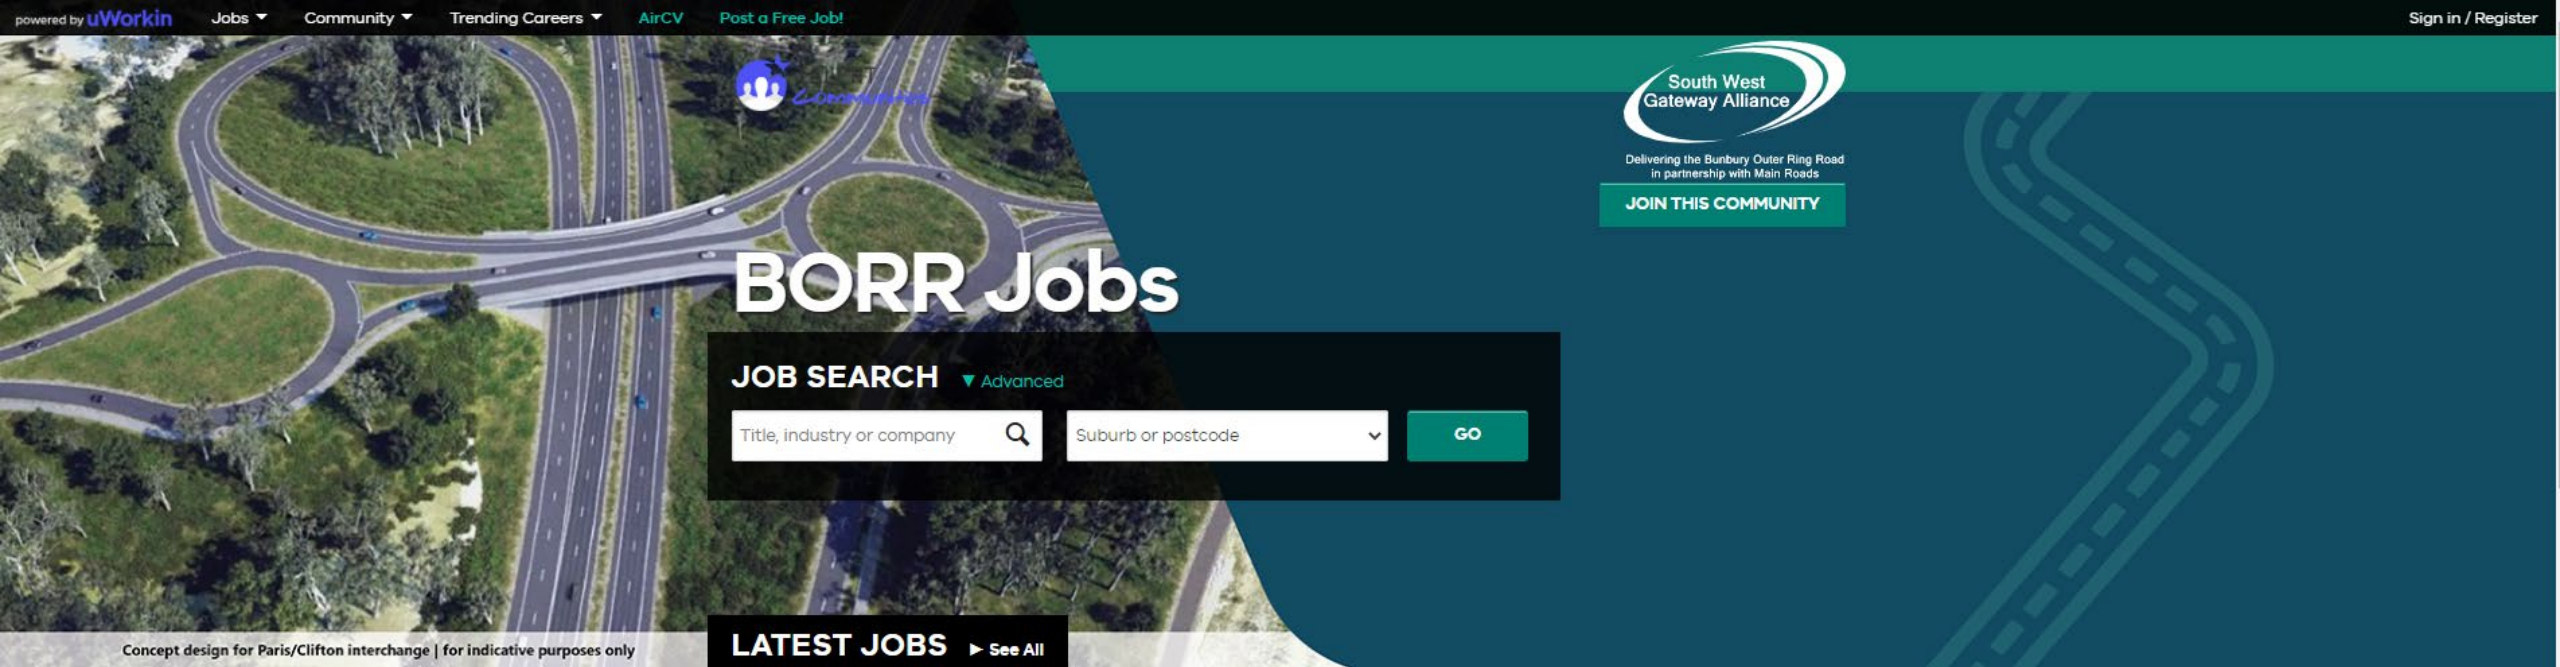 powered by uWorkin
Jobs
Community
Trending Careers
AirCV
Post a Free Job!
Sign in / Register
South West
Gateway Alliance
Delivering the Bunbury Outer Ring Road
in partnership with Main Roads
JOIN THIS COMMUNITY
BORR Jobs
JOB SEARCH ▼ Advanced
Title, industry or company
Suburb or postcode
GO
LATEST JOBS ► See All
Concept design for Paris/Clifton interchange | for indicative purposes only